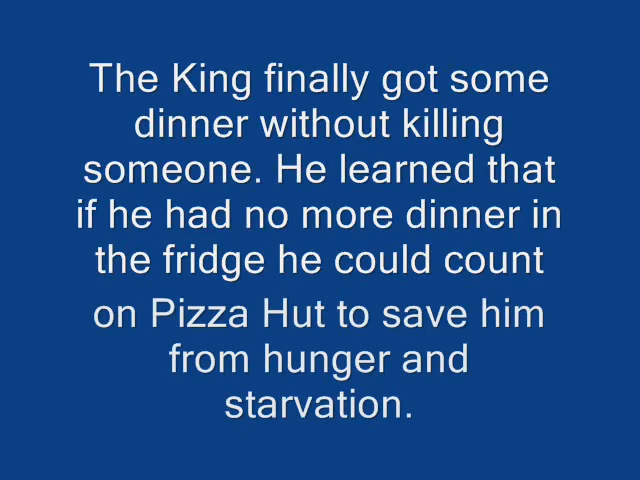 The King finally got some
dinner without killing
someone. He learned that
if he had no more dinner in
the fridge he could count
on Pizza Hut to save him
from hunger and
starvation.